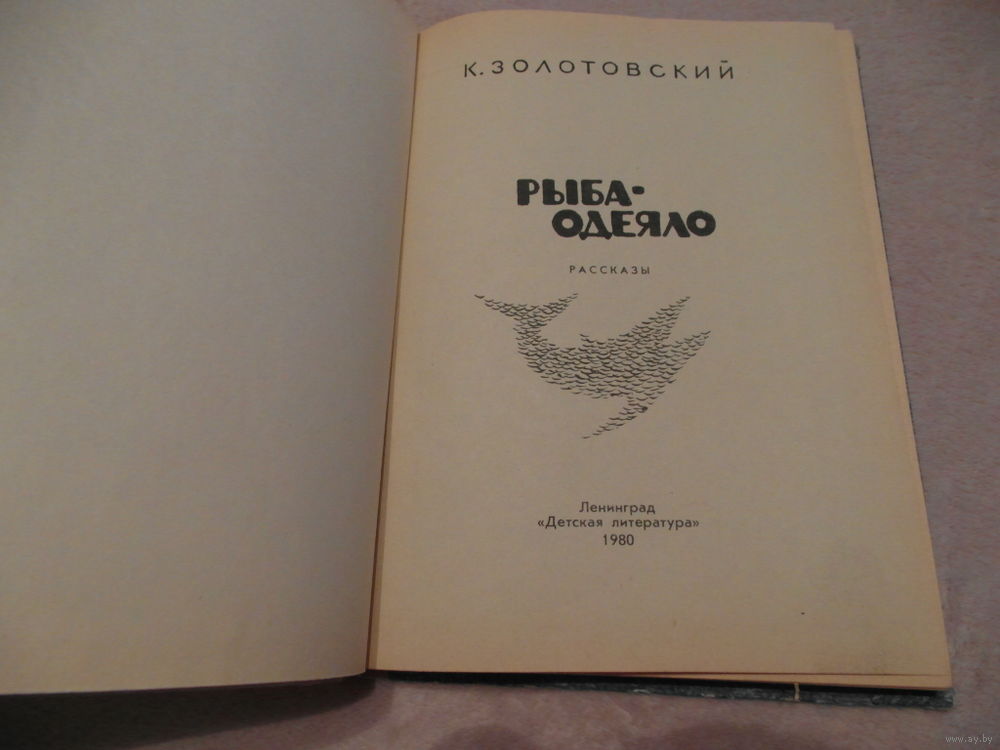 К. ЗОЛОТОВСКИЙ
РЫБА-
ОДЕЯЛО
РАССКАЗЫ
Ленинград
«Детская литература»
1980
www.ay.by